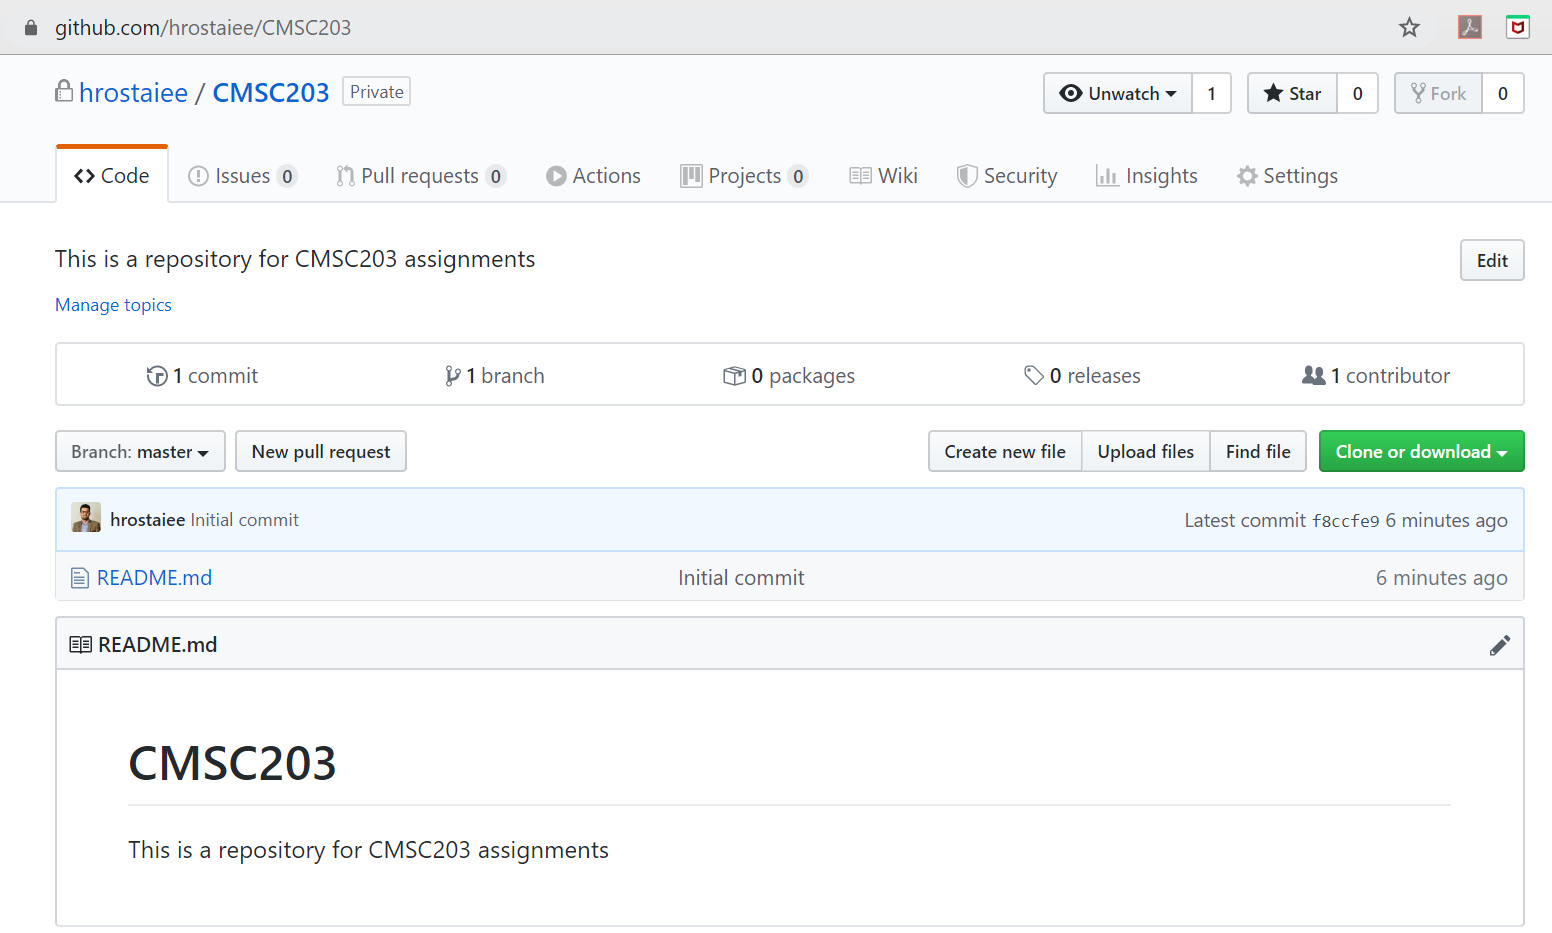 github.com/hrostaiee/CMSC203
hrostaiee / CMSC203 Private
Unwatch 1 Star 0 Fork 0
Code Issues 0 Pull requests 0 Actions Projects 0 Wiki Security Insights Settings
This is a repository for CMSC203 assignments Edit
Manage topics
1 commit 1 branch 0 packages 0 releases 1 contributor
Branch: master New pull request Create new file Upload files Find file Clone or download
hrostaiee Initial commit Latest commit f8ccfe9 6 minutes ago
README.md Initial commit 6 minutes ago
README.md
CMSC203
This is a repository for CMSC203 assignments